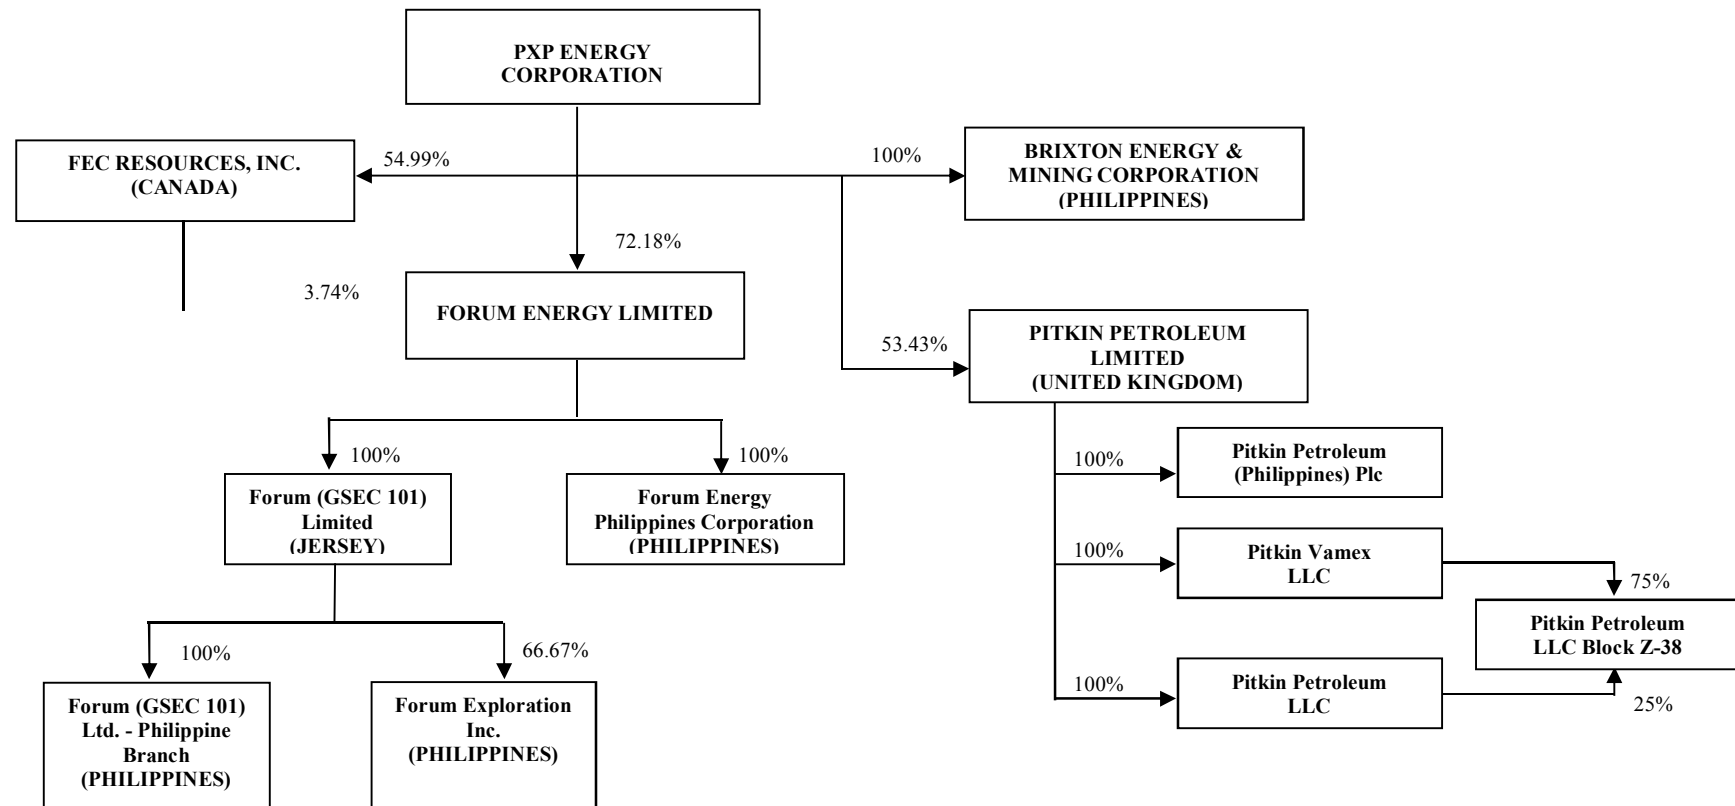 PXP ENERGY
CORPORATION
FEC RESOURCES, INC.
(CANADA)
54.99%
100%
BRIXTON ENERGY &
MINING CORPORATION
(PHILIPPINES)
72.18%
3.74%
FORUM ENERGY LIMITED
53.43%
PITKIN PETROLEUM
LIMITED
(UNITED KINGDOM)
100%
Forum (GSEC 101)
Limited
(JERSEY)
100%
Forum Energy
Philippines Corporation
(PHILIPPINES)
100%
Pitkin Petroleum
(Philippines) Plc
100%
Pitkin Vamex
LLC
75%
Pitkin Petroleum
LLC Block Z-38
100%
Pitkin Petroleum
LLC
25%
100%
Forum (GSEC 101)
Ltd. - Philippine
Branch
(PHILIPPINES)
66.67%
Forum Exploration
Inc.
(PHILIPPINES)